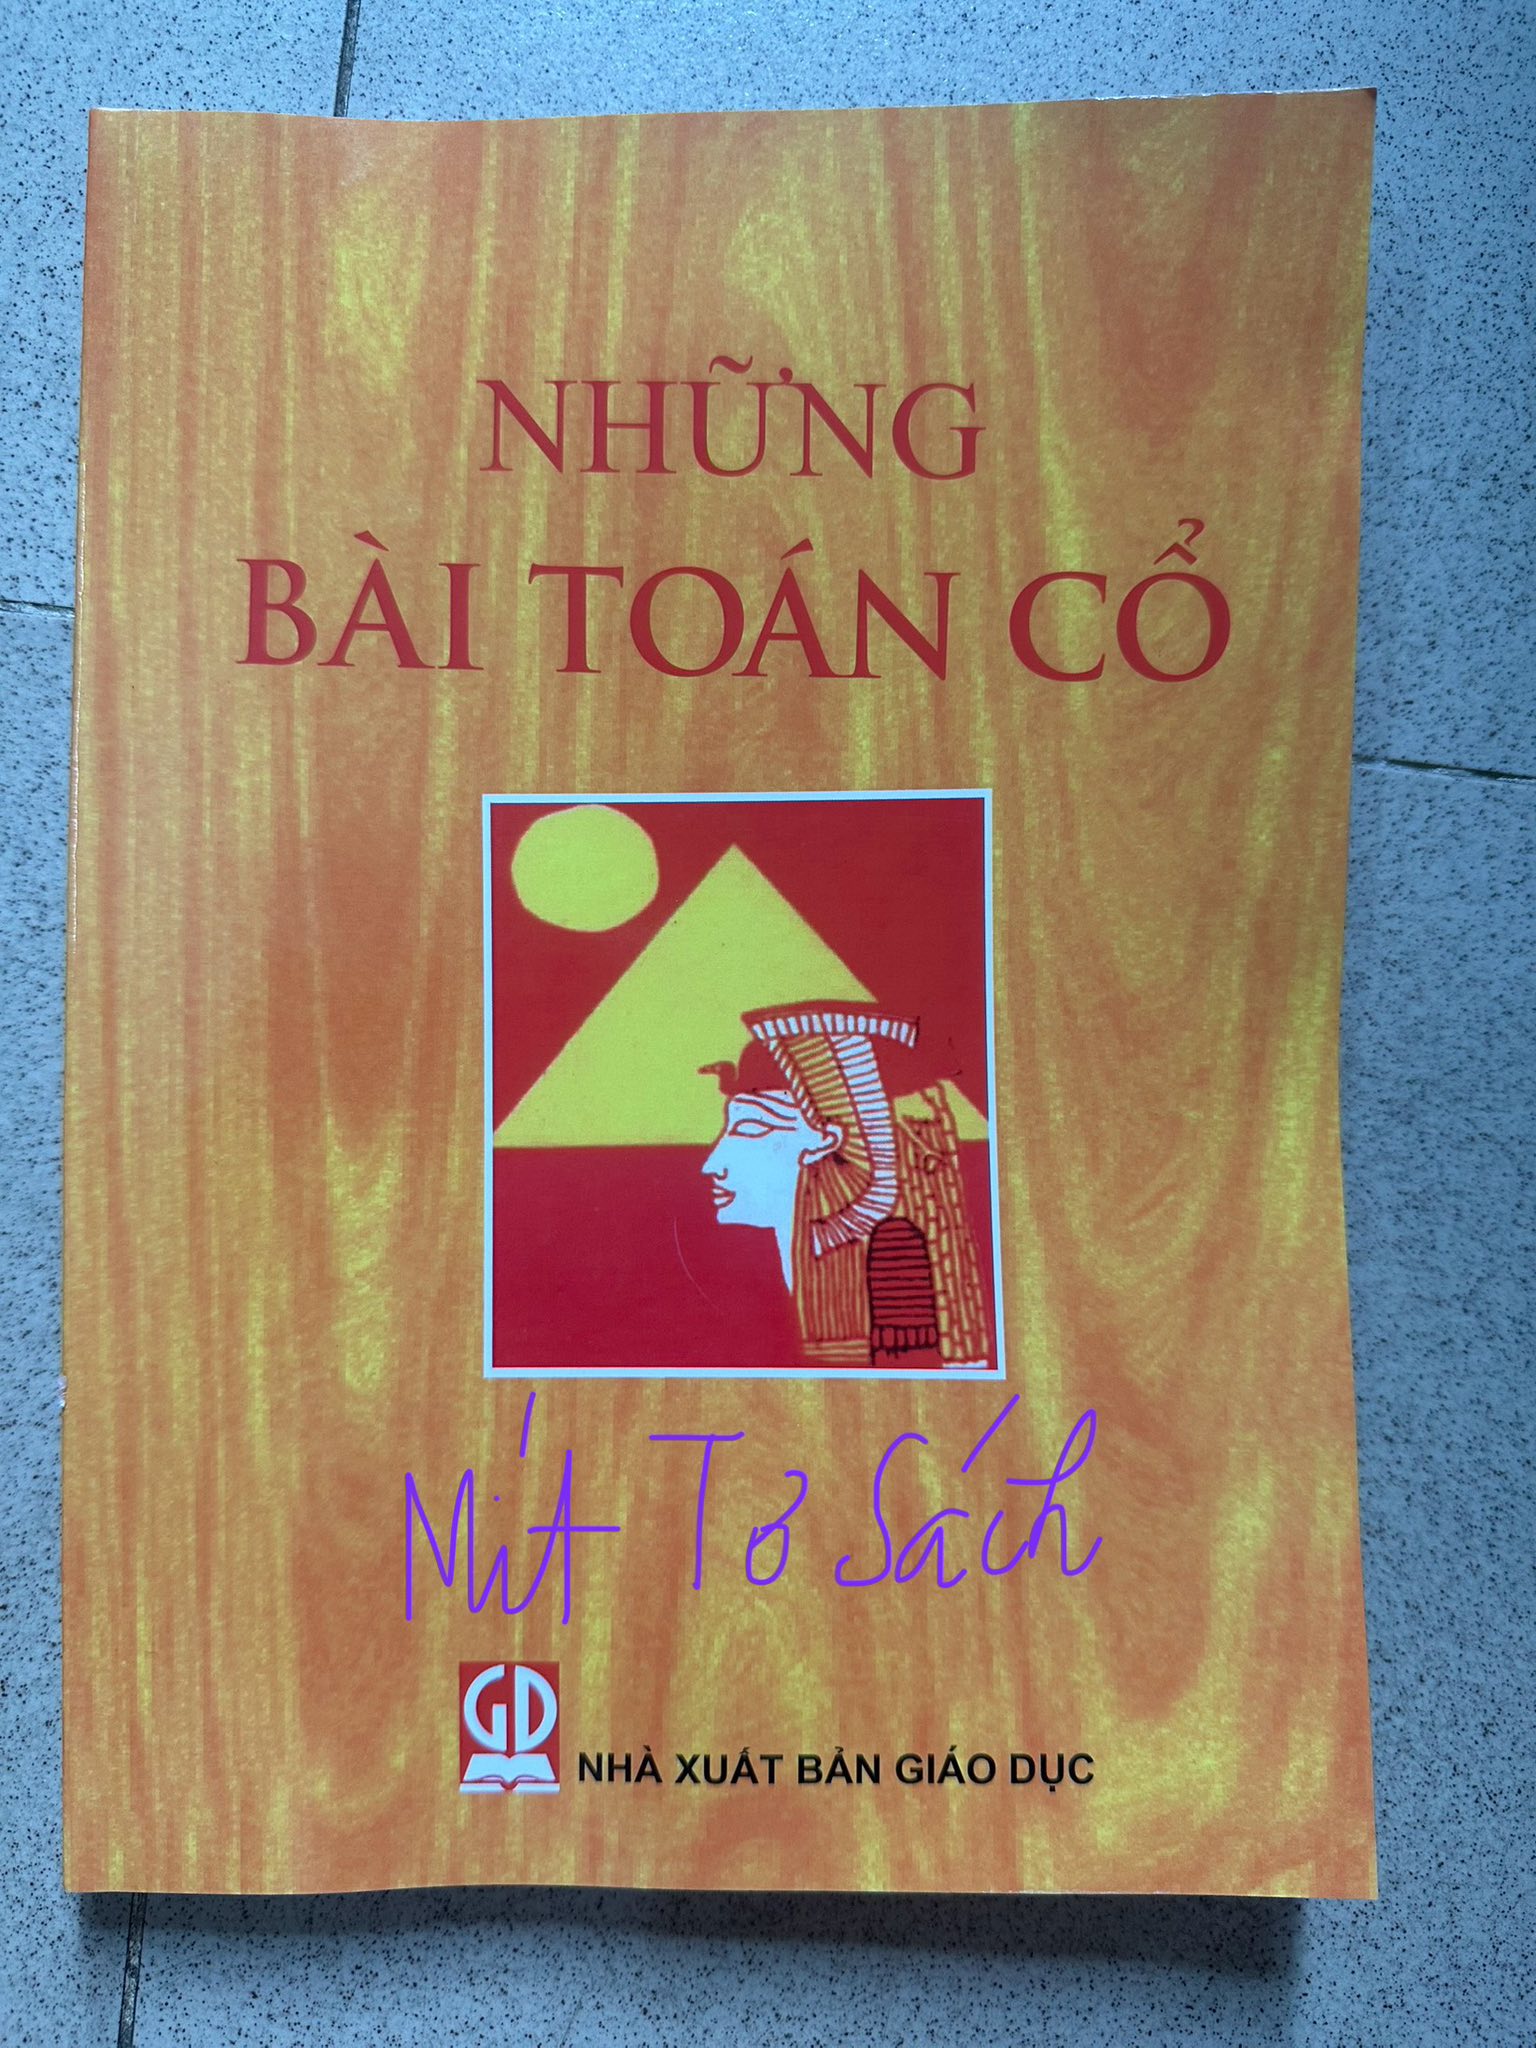 NHỮNG
BÀI TOÁN CỔ
Mít Tơ Sách
GD
NHÀ XUẤT BẢN GIÁO DỤC